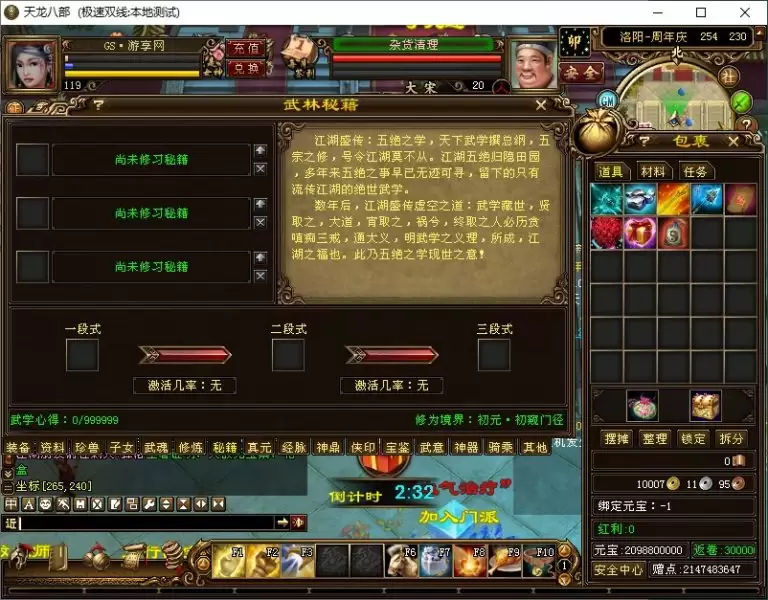 天龙八部 (极速双线:本地测试)
GS·游享网
充值
兑换
119
杂货清理
大宋
20
安全
洛阳-周年庆 254 230
北
GM
武林秘籍
尚未修习秘籍
尚未修习秘籍
尚未修习秘籍
江湖盛传：五绝之学，天下武学撰总纲，五
宗之修，号令江湖莫不从。江湖五绝归隐田园
，多年来五绝之事早已无迹可寻，留下的只有
流传江湖的绝世武学。
数年后，江湖盛传虚空之道：武学藏世，贤
取之，大道，宵取之，祸兮，终取之人必历贪
嗔痴三戒，通大义，明武学之义理，所成，江
湖之福也。此乃五绝之学现世之意！
一段式
二段式
三段式
激活几率：无
激活几率：无
武学心得：0/999999
修为境界：初元·初窥门径
装备 资料 珍兽 子女 武魂 修炼 秘籍 真元 经脉 神鼎 侠印 宝鉴 武意 神器 骑乘 其他
包裹
道具 材料 任务
摆摊 整理 锁定 拆分
0
10007 11 95
绑定元宝：-1
红利:0
元宝:2098800000
返卷:30000
安全中心
赠点:2147483647
盒
坐标[265,240]
近
倒计时 2:32
加入门派
F1 F2 F3 F6 F7 F8 F9 F10